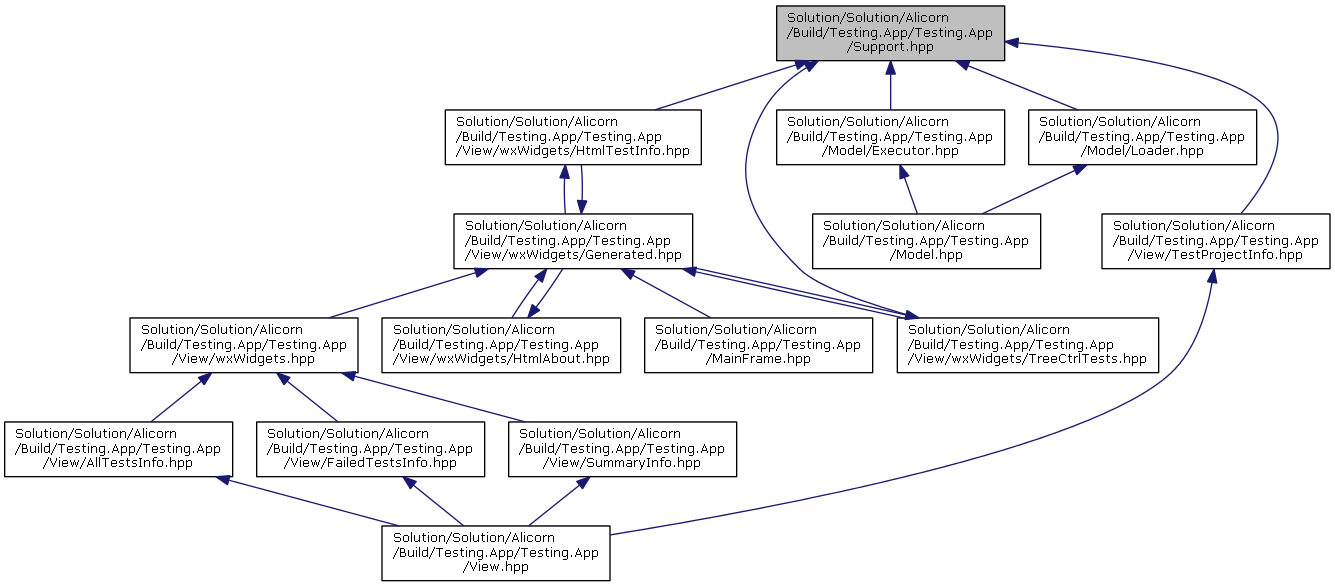 Solution/Solution/Alicorn
/Build/Testing.App/Testing.App
/Support.hpp
Solution/Solution/Alicorn
/Build/Testing.App/Testing.App
/View/wxWidgets/HtmlTestInfo.hpp
Solution/Solution/Alicorn
/Build/Testing.App/Testing.App
/Model/Executor.hpp
Solution/Solution/Alicorn
/Build/Testing.App/Testing.App
/Model/Loader.hpp
Solution/Solution/Alicorn
/Build/Testing.App/Testing.App
/View/wxWidgets/Generated.hpp
Solution/Solution/Alicorn
/Build/Testing.App/Testing.App
/Model.hpp
Solution/Solution/Alicorn
/Build/Testing.App/Testing.App
/View/TestProjectInfo.hpp
Solution/Solution/Alicorn
/Build/Testing.App/Testing.App
/View/wxWidgets.hpp
Solution/Solution/Alicorn
/Build/Testing.App/Testing.App
/View/wxWidgets/HtmlAbout.hpp
Solution/Solution/Alicorn
/Build/Testing.App/Testing.App
/MainFrame.hpp
Solution/Solution/Alicorn
/Build/Testing.App/Testing.App
/View/wxWidgets/TreeCtrlTests.hpp
Solution/Solution/Alicorn
/Build/Testing.App/Testing.App
/View/AllTestsInfo.hpp
Solution/Solution/Alicorn
/Build/Testing.App/Testing.App
/View/FailedTestsInfo.hpp
Solution/Solution/Alicorn
/Build/Testing.App/Testing.App
/View/SummaryInfo.hpp
Solution/Solution/Alicorn
/Build/Testing.App/Testing.App
/View.hpp